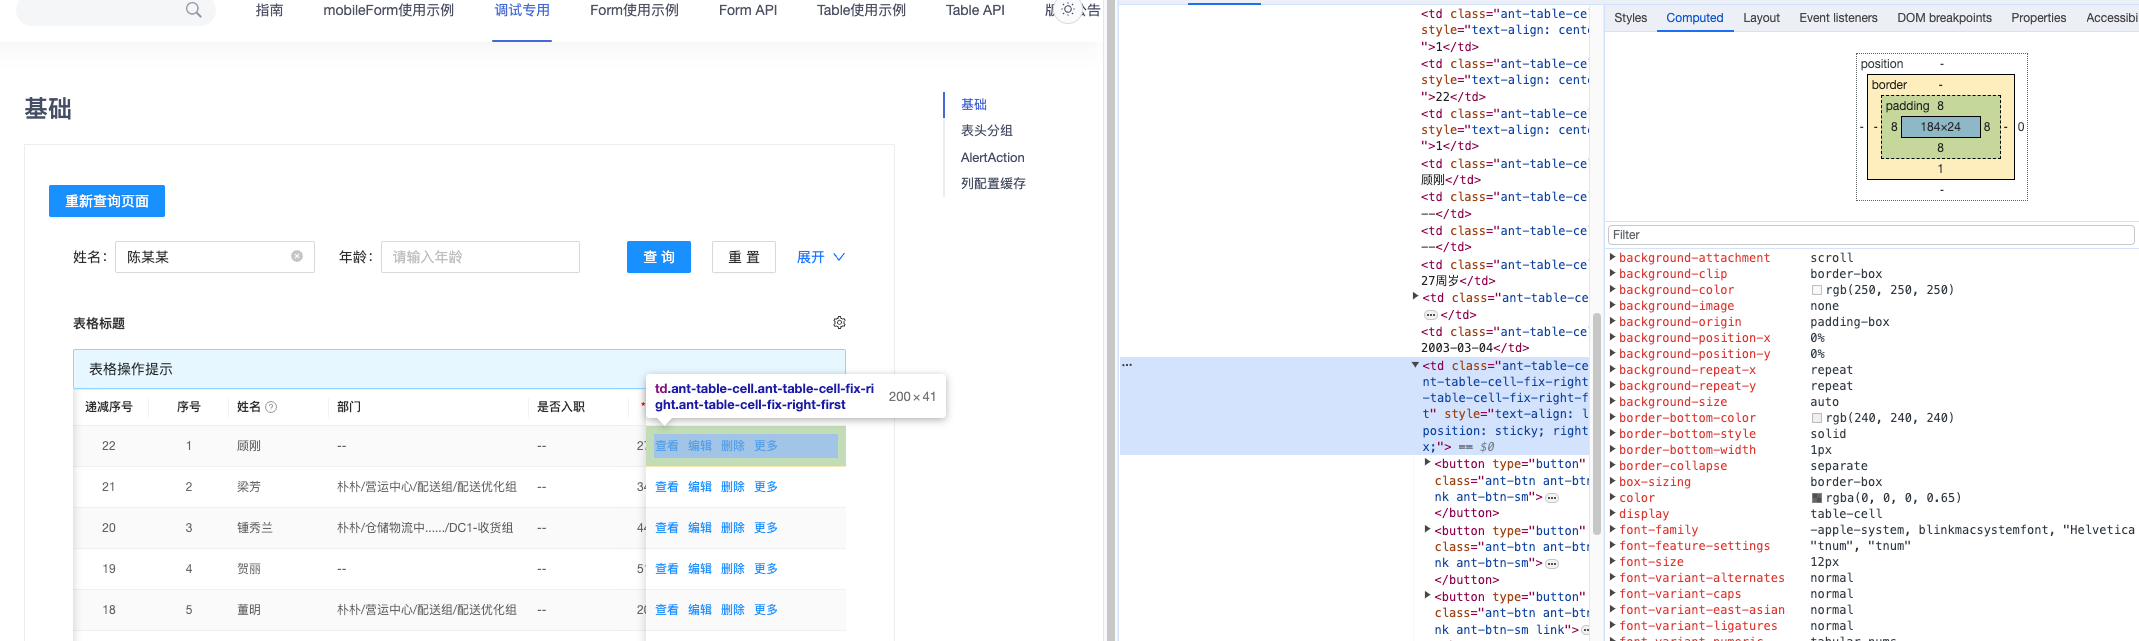 指南 mobileForm使用示例 调试专用 Form使用示例 Form API Table使用示例 Table API 版 公告
基础
基础
表头分组
AlertAction
列配置缓存
重新查询页面
姓名: 陈某某 年龄: 请输入年龄 查 询 重 置 展开
表格标题
表格操作提示
td.ant-table-cell.ant-table-cell-fix-ri
ght.ant-table-cell-fix-right-first 200 × 41
递减序号 序号 姓名 部门 是否入职 *
22 1 顾刚 -- -- 27 查看 编辑 删除 更多
21 2 梁芳 朴朴/营运中心/配送组/配送优化组 -- 34 查看 编辑 删除 更多
20 3 锺秀兰 朴朴/仓储物流中....../DC1-收货组 -- 44 查看 编辑 删除 更多
19 4 贺丽 -- -- 51 查看 编辑 删除 更多
18 5 董明 朴朴/营运中心/配送组/配送优化组 -- 20 查看 编辑 删除 更多
<td class="ant-table-ce
style="text-align: cente
">1</td>
<td class="ant-table-ce
style="text-align: cente
">22</td>
<td class="ant-table-ce
style="text-align: cente
">1</td>
<td class="ant-table-ce
顾刚</td>
<td class="ant-table-ce
--</td>
<td class="ant-table-ce
--</td>
<td class="ant-table-ce
27周岁</td>
<td class="ant-table-ce
… </td>
<td class="ant-table-ce
2003-03-04</td>
… <td class="ant-table-ce
nt-table-cell-fix-right
-table-cell-fix-right-f
t" style="text-align: l
position: sticky; right
x;"> == $0
<button type="button"
class="ant-btn ant-btn
nk ant-btn-sm"> …
</button>
<button type="button"
class="ant-btn ant-btn
nk ant-btn-sm"> …
</button>
<button type="button"
class="ant-btn ant-btn
nk ant-btn-sm link"> …
Styles Computed Layout Event listeners DOM breakpoints Properties Accessibi
position -
border -
padding 8
- - 8 184×24 8 - 0
8
1
-
Filter
background-attachment scroll
background-clip border-box
background-color rgb(250, 250, 250)
background-image none
background-origin padding-box
background-position-x 0%
background-position-y 0%
background-repeat-x repeat
background-repeat-y repeat
background-size auto
border-bottom-color rgb(240, 240, 240)
border-bottom-style solid
border-bottom-width 1px
border-collapse separate
box-sizing border-box
color rgba(0, 0, 0, 0.65)
display table-cell
font-family -apple-system, blinkmacsystemfont, "Helvetica
font-feature-settings "tnum", "tnum"
font-size 12px
font-variant-alternates normal
font-variant-caps normal
font-variant-east-asian normal
font-variant-ligatures normal
font-variant-numeric tabular-nums